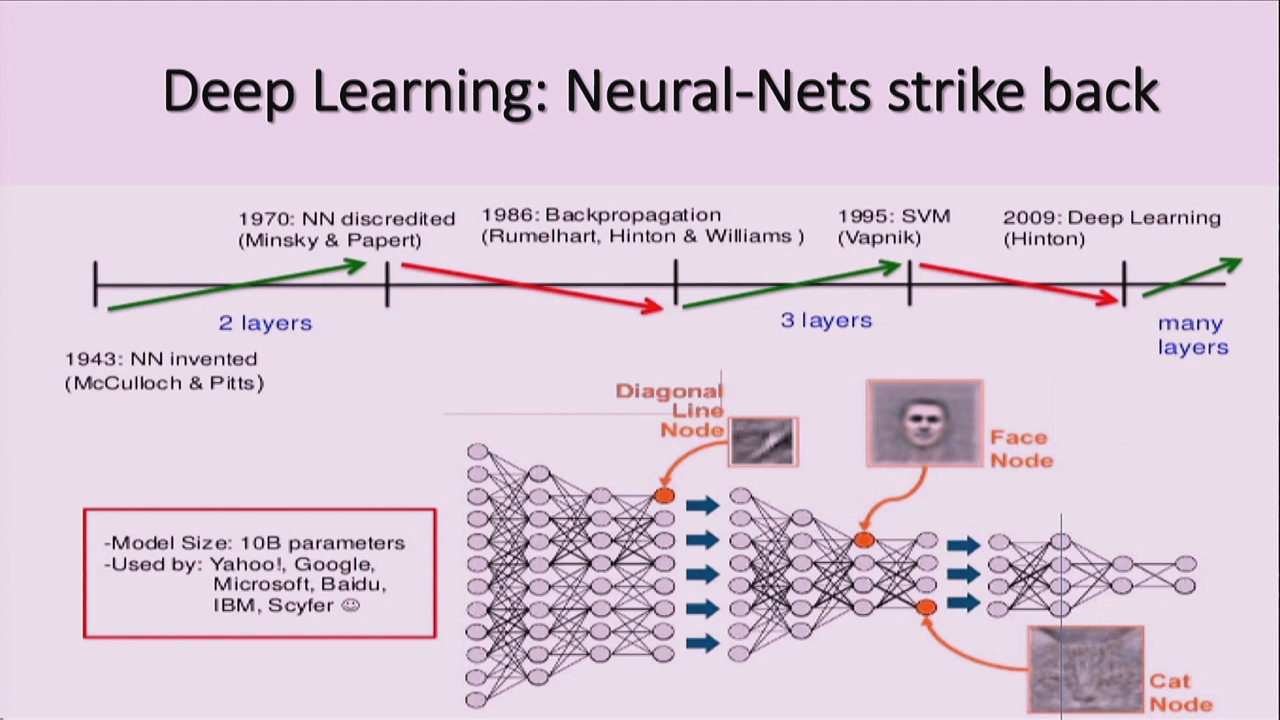 Deep Learning: Neural-Nets strike back
1970: NN discredited
(Minsky & Papert)
1986: Backpropagation
(Rumelhart, Hinton & Williams )
1995: SVM
(Vapnik)
2009: Deep Learning
(Hinton)
2 layers
3 layers
many
layers
1943: NN invented
(McCulloch & Pitts)
Diagonal
Line
Node
Face
Node
-Model Size: 10B parameters
-Used by: Yahoo!, Google,
Microsoft, Baidu,
IBM, Scyfer ☺
Cat
Node